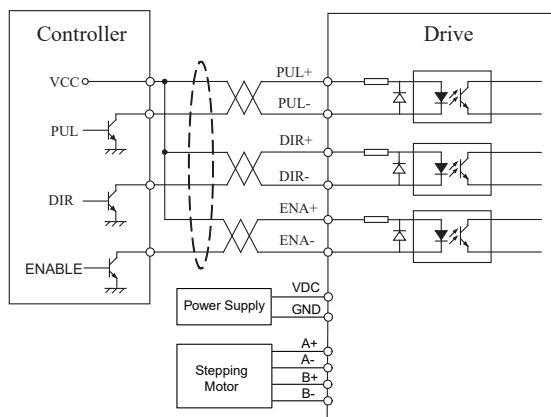 Controller
Drive
VCC
PUL+
PUL-
PUL
DIR+
DIR-
DIR
ENA+
ENA-
ENABLE
VDC
Power Supply
GND
A+
A-
Stepping
Motor
B+
B-